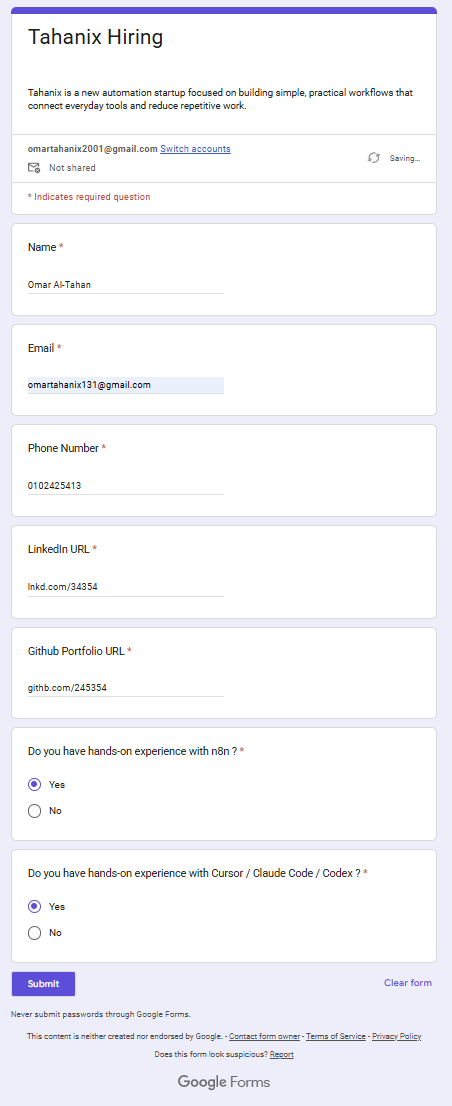 Tahanix Hiring
Tahanix is a new automation startup focused on building simple, practical workflows that
connect everyday tools and reduce repetitive work.
omartahanix2001@gmail.com Switch accounts
Saving...
Not shared
* Indicates required question
Name *
Omar Al-Tahan
Email *
omartahanix131@gmail.com
Phone Number *
0102425413
LinkedIn URL *
lnkd.com/34354
Github Portfolio URL *
githb.com/245354
Do you have hands-on experience with n8n ? *
Yes
No
Do you have hands-on experience with Cursor / Claude Code / Codex ? *
Yes
No
Submit
Clear form
Never submit passwords through Google Forms.
This content is neither created nor endorsed by Google. - Contact form owner - Terms of Service - Privacy Policy
Does this form look suspicious? Report
Google Forms